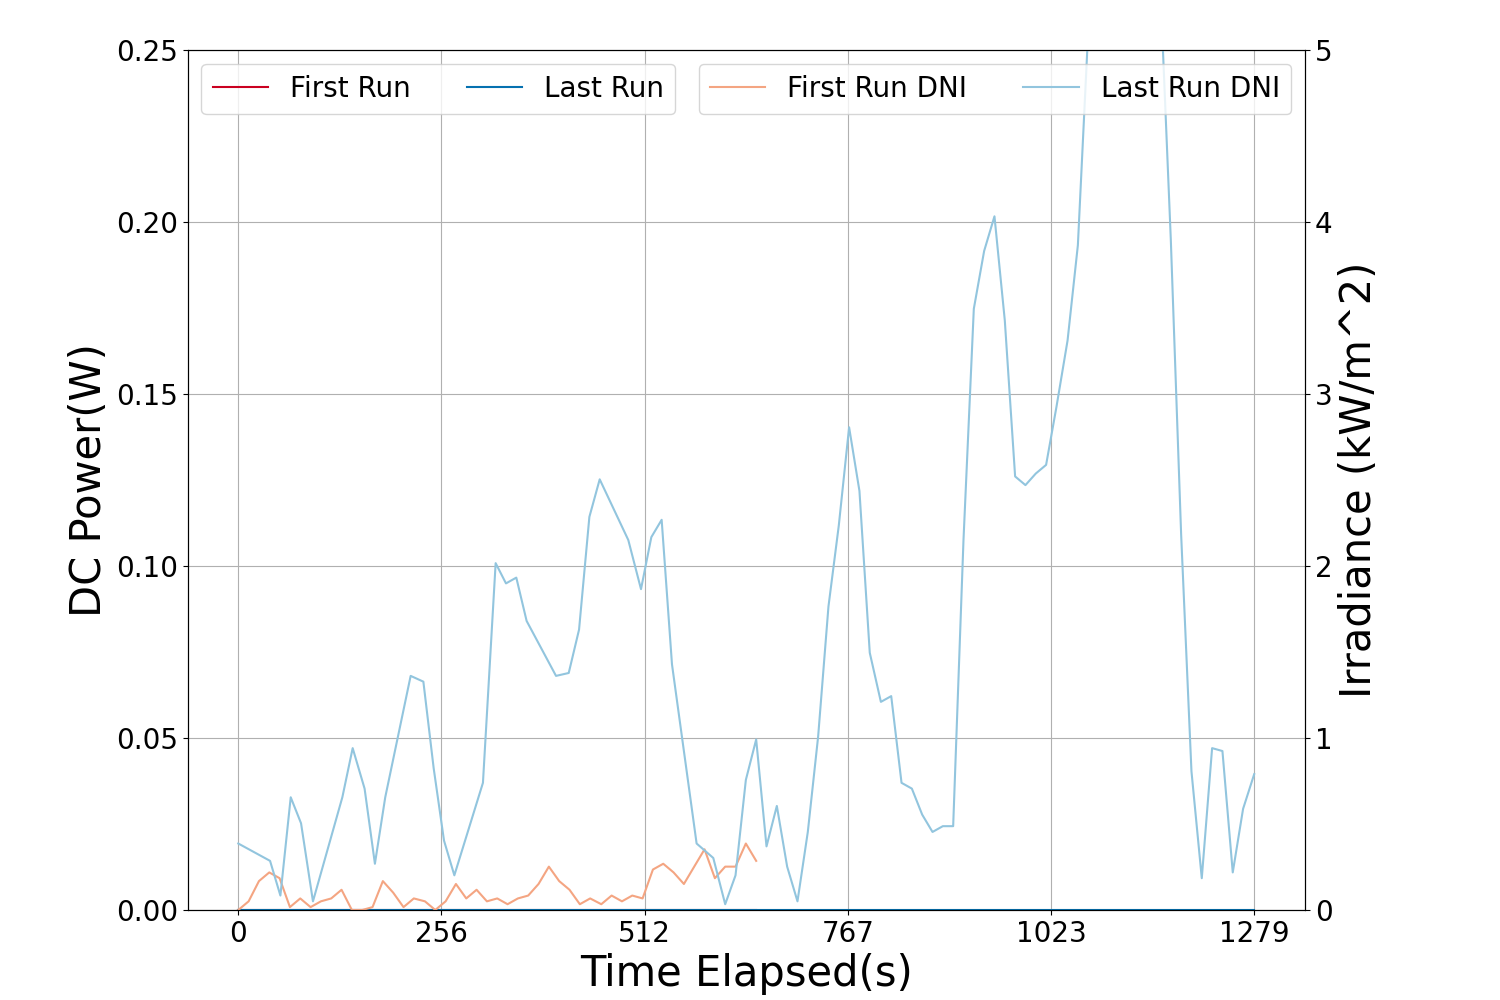 First Run
Last Run
First Run DNI
Last Run DNI
0.25
0.20
0.15
0.10
0.05
0.00
DC Power(W)
5
4
3
2
1
0
Irradiance (kW/m^2)
0 256 512 767 1023 1279
Time Elapsed(s)